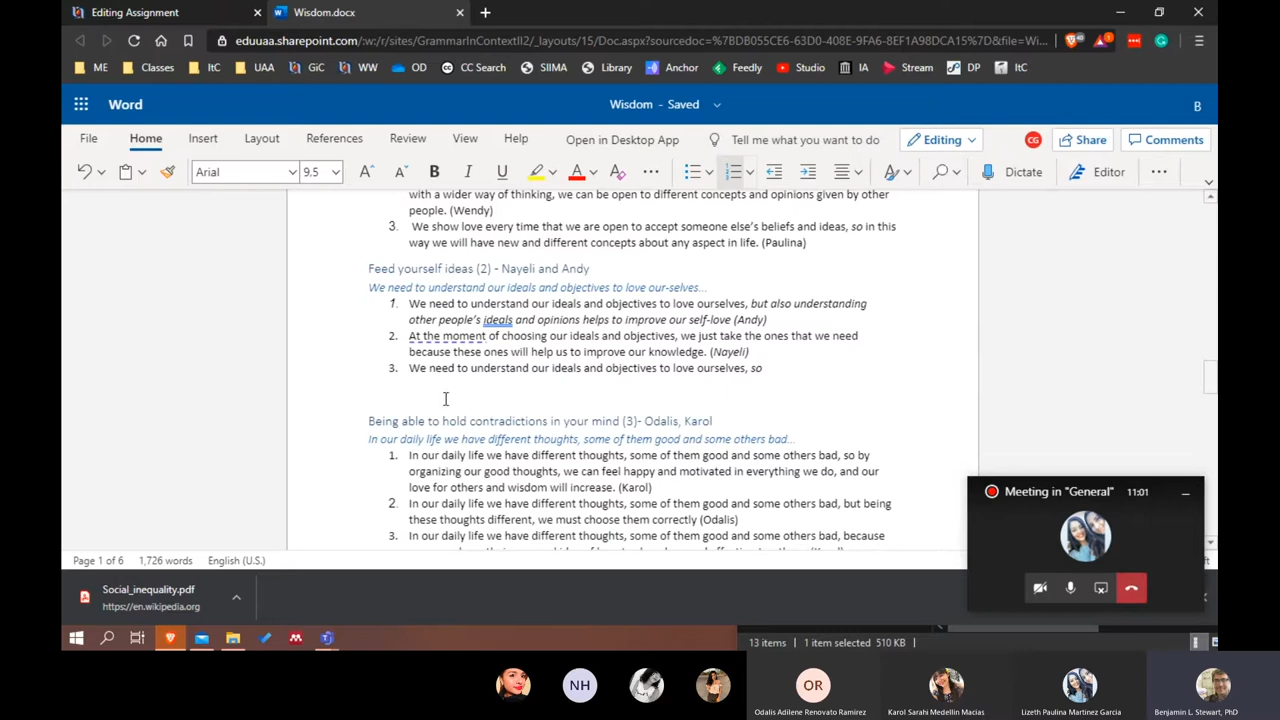 Editing Assignment
Wisdom.docx
eduuaa.sharepoint.com/:w:/r/sites/GrammarInContextII2/_layouts/15/Doc.aspx?sourcedoc=%7BDB055CE6-63D0-408E-9FA6-8EF1A98DCA15%7D&file=Wi...
ME Classes ItC UAA GiC WW OD CC Search SIIMA Library Anchor Feedly Studio IA Stream DP ItC
Word
Wisdom - Saved
B
File Home Insert Layout References Review View Help Open in Desktop App Tell me what you want to do Editing CG Share Comments
Arial 9.5 B I U A Dictate Editor
with a wider way of thinking, we can be open to different concepts and opinions given by other
people. (Wendy)
3. We show love every time that we are open to accept someone else's beliefs and ideas, so in this
way we will have new and different concepts about any aspect in life. (Paulina)
Feed yourself ideas (2) - Nayeli and Andy
We need to understand our ideals and objectives to love our-selves...
1. We need to understand our ideals and objectives to love ourselves, but also understanding
other people's ideals and opinions helps to improve our self-love (Andy)
2. At the moment of choosing our ideals and objectives, we just take the ones that we need
because these ones will help us to improve our knowledge. (Nayeli)
3. We need to understand our ideals and objectives to love ourselves, so
Being able to hold contradictions in your mind (3)- Odalis, Karol
In our daily life we have different thoughts, some of them good and some others bad...
1. In our daily life we have different thoughts, some of them good and some others bad, so by
organizing our good thoughts, we can feel happy and motivated in everything we do, and our
love for others and wisdom will increase. (Karol)
2. In our daily life we have different thoughts, some of them good and some others bad, but being
these thoughts different, we must choose them correctly (Odalis)
3. In our daily life we have different thoughts, some of them good and some others bad, because
Meeting in "General" 11:01
Page 1 of 6 1,726 words English (U.S.)
Social_inequality.pdf
https://en.wikipedia.org
13 items 1 item selected 510 KB
NH
OR
Odalis Adilene Renovato Ramirez
Karol Sarahi Medellin Macias
Lizeth Paulina Martinez Garcia
Benjamin L. Stewart, PhD